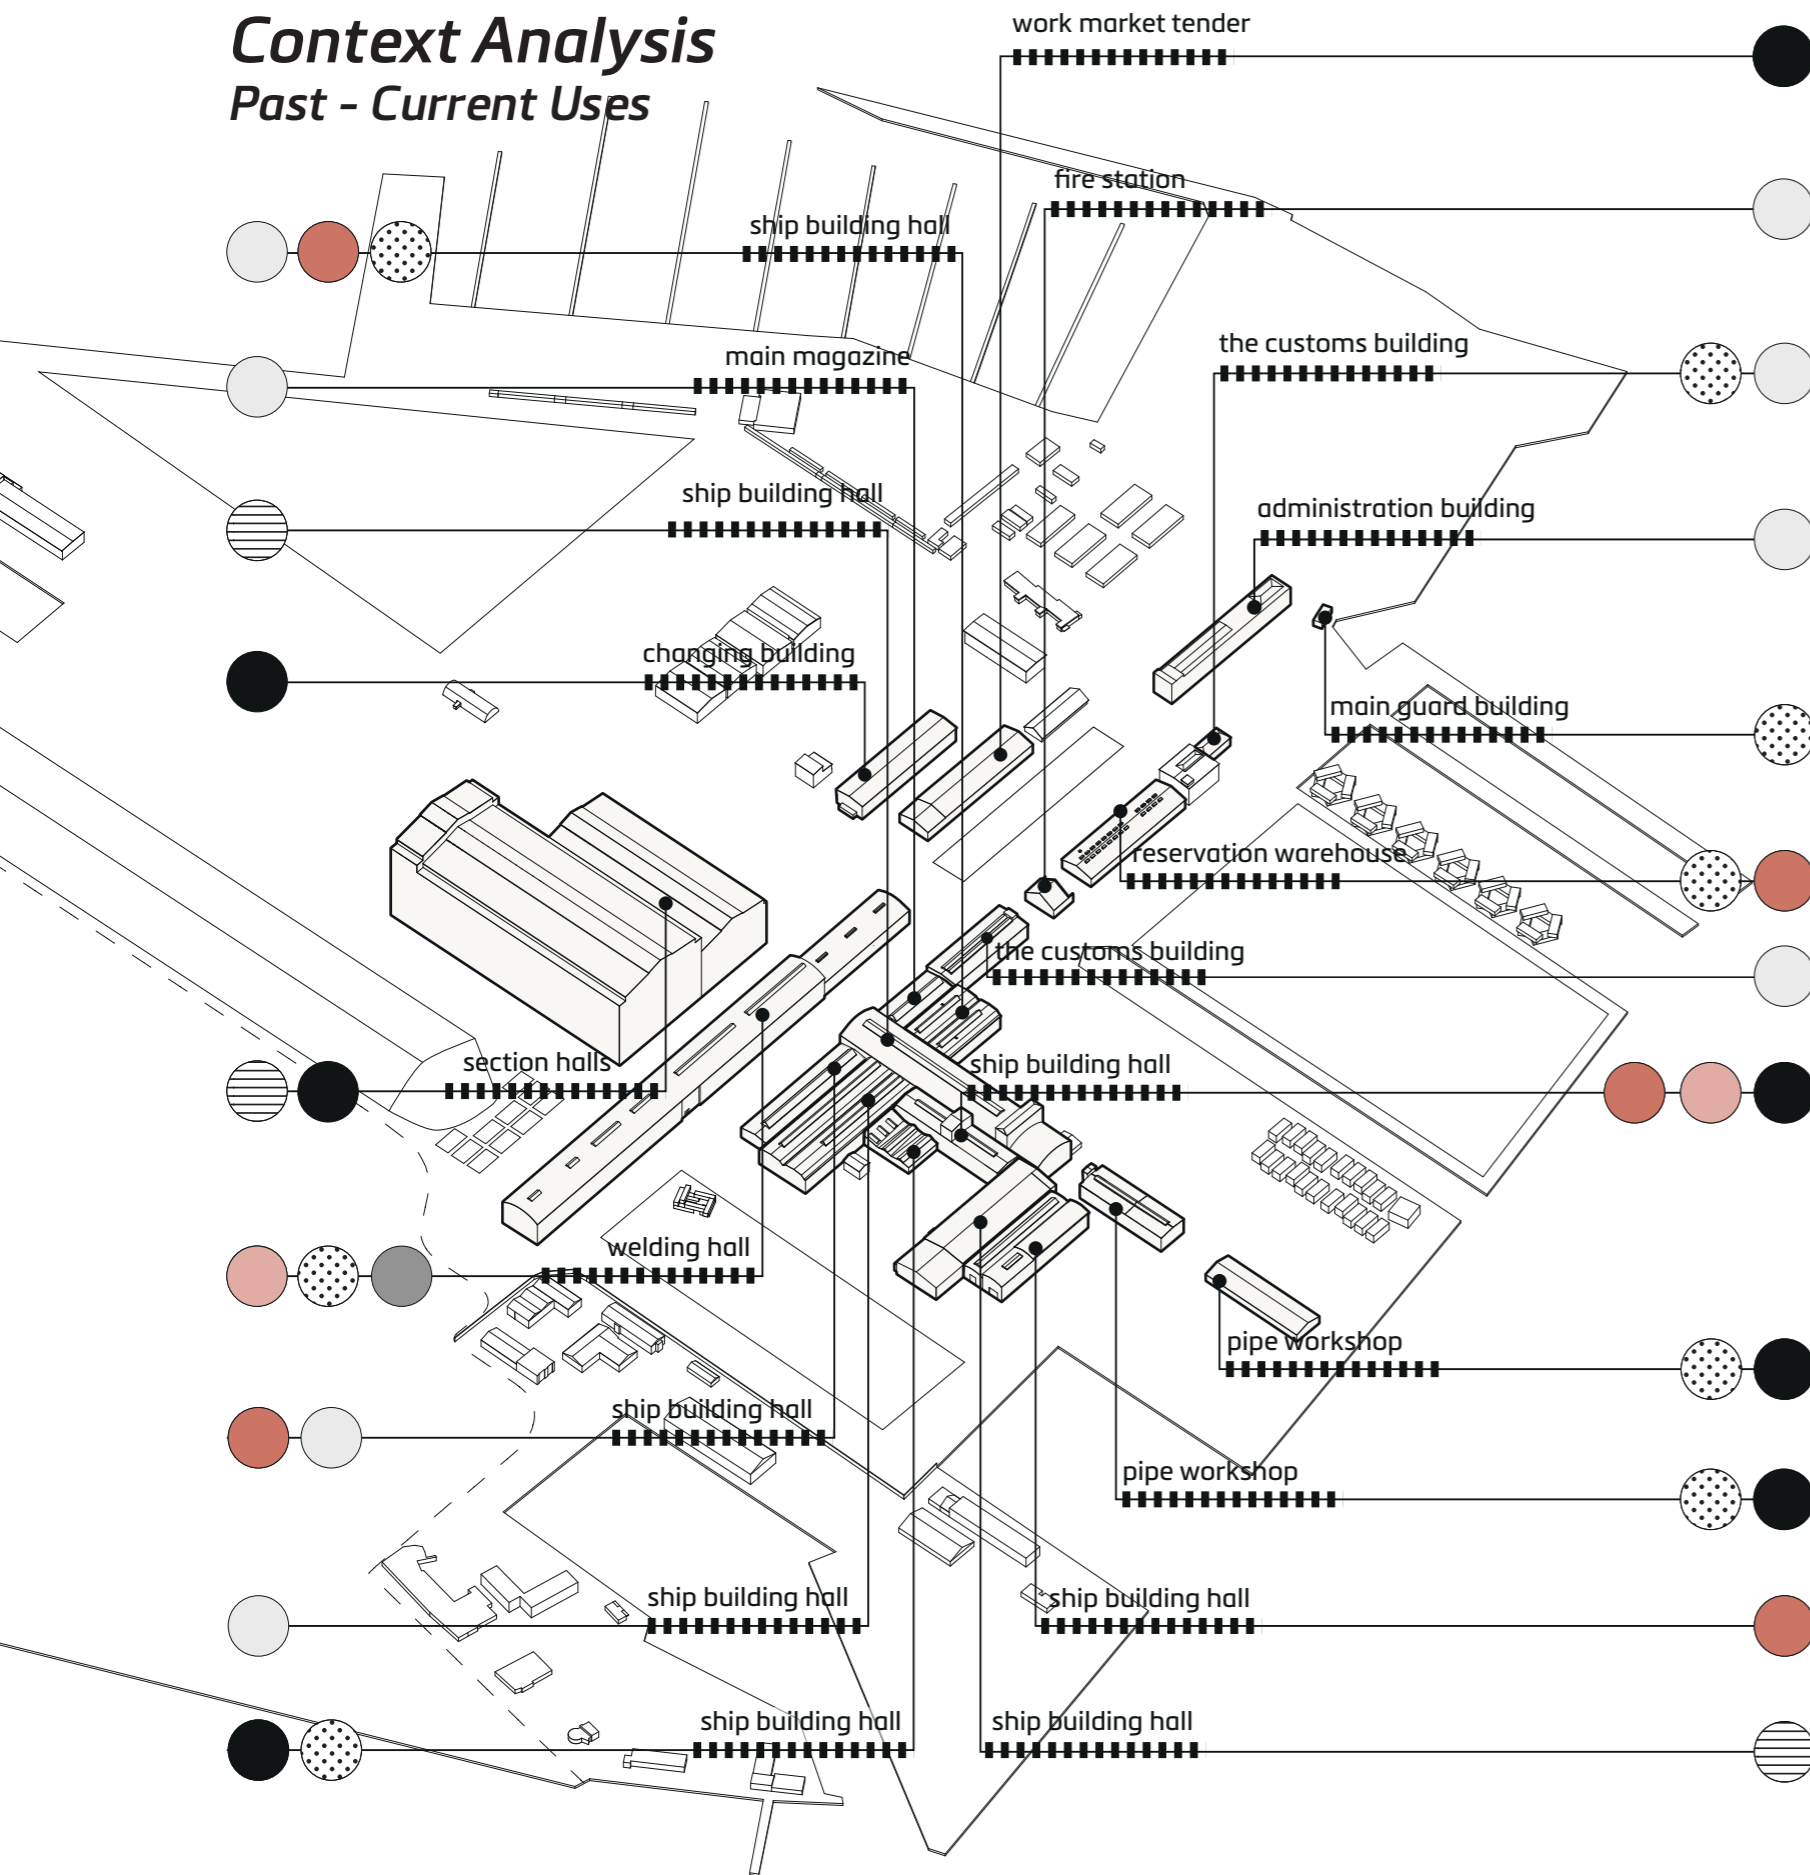 Context Analysis
Past - Current Uses
work market tender
fire station
ship building hall
the customs building
main magazine
ship building hall
administration building
changing building
main guard building
reservation warehouse
the customs building
section halls
ship building hall
welding hall
pipe workshop
ship building hall
pipe workshop
ship building hall
ship building hall
ship building hall
ship building hall